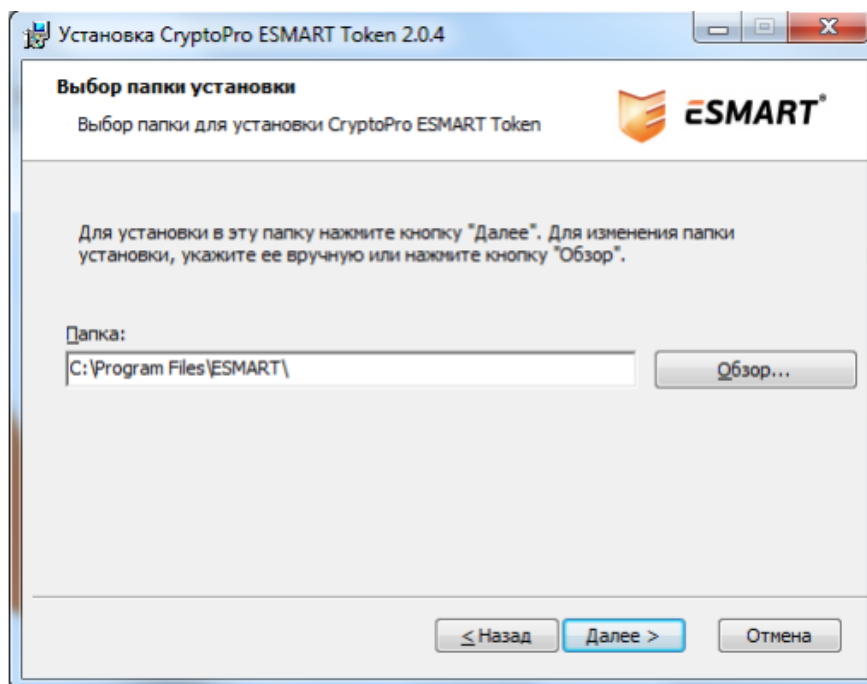 Установка CryptoPro ESMART Token 2.0.4
Выбор папки установки
Выбор папки для установки CryptoPro ESMART Token
ESMART®
Для установки в эту папку нажмите кнопку "Далее". Для изменения папки
установки, укажите ее вручную или нажмите кнопку "Обзор".
Папка:
C:\Program Files\ESMART\
Обзор...
< Назад
Далее >
Отмена